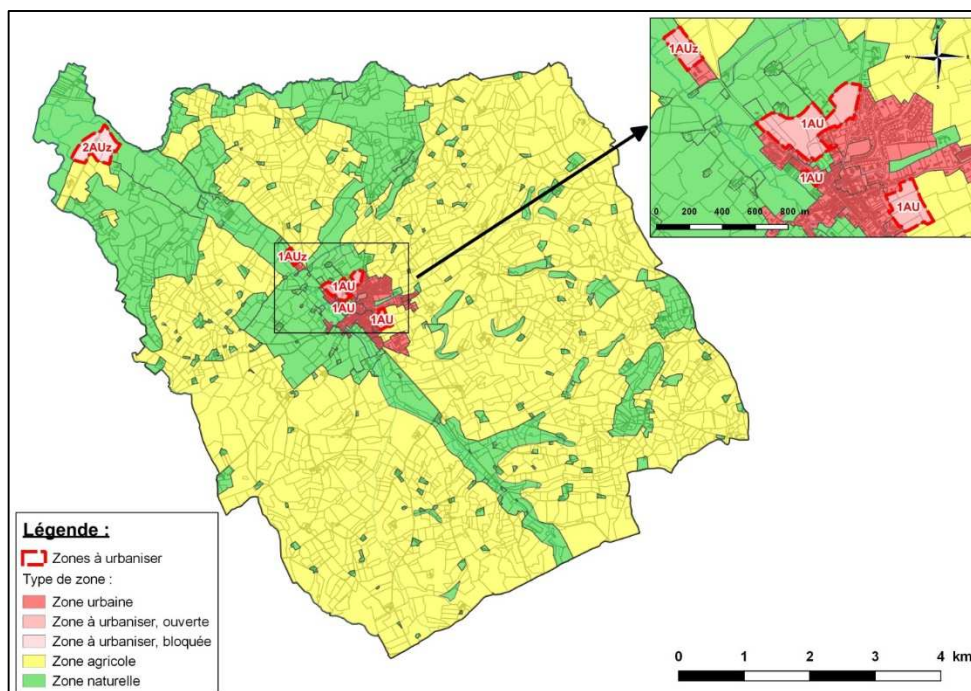 2AUz
1AUz
1AU
1AU
1AU
1AUz
1AU
1AU
1AU
N
W
E
S
0 200 400 600 800 m
Légende :
Zones à urbaniser
Type de zone :
Zone urbaine
Zone à urbaniser, ouverte
Zone à urbaniser, bloquée
Zone agricole
Zone naturelle
0 1 2 3 4 km